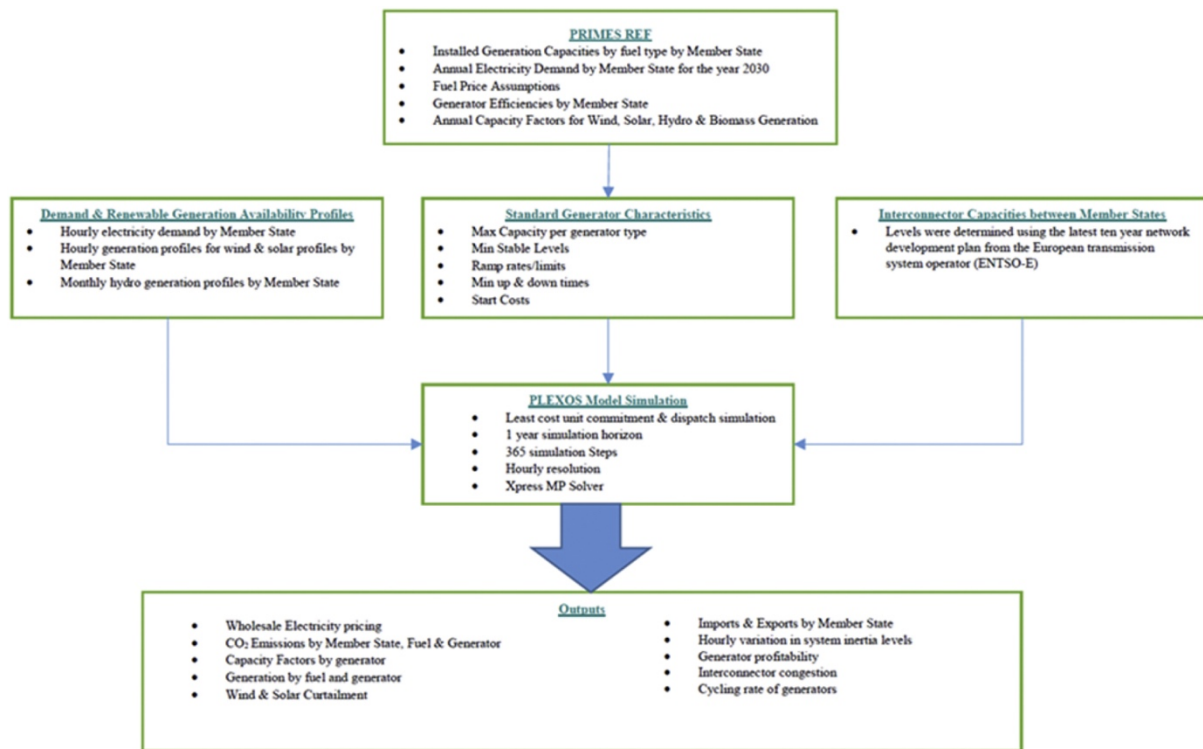 PRIMES REF
• Installed Generation Capacities by fuel type by Member State
• Annual Electricity Demand by Member State for the year 2030
• Fuel Price Assumptions
• Generator Efficiencies by Member State
• Annual Capacity Factors for Wind, Solar, Hydro & Biomass Generation
Demand & Renewable Generation Availability Profiles
• Hourly electricity demand by Member State
• Hourly generation profiles for wind & solar profiles by
Member State
• Monthly hydro generation profiles by Member State
Standard Generator Characteristics
• Max Capacity per generator type
• Min Stable Levels
• Ramp rates/limits
• Min up & down times
• Start Costs
Interconnector Capacities between Member States
• Levels were determined using the latest ten year network
development plan from the European transmission
system operator (ENTSO-E)
PLEXOS Model Simulation
• Least cost unit commitment & dispatch simulation
• 1 year simulation horizon
• 365 simulation Steps
• Hourly resolution
• Xpress MP Solver
Outputs
• Wholesale Electricity pricing
• CO₂ Emissions by Member State, Fuel & Generator
• Capacity Factors by generator
• Generation by fuel and generator
• Wind & Solar Curtailment
• Imports & Exports by Member State
• Hourly variation in system inertia levels
• Generator profitability
• Interconnector congestion
• Cycling rate of generators